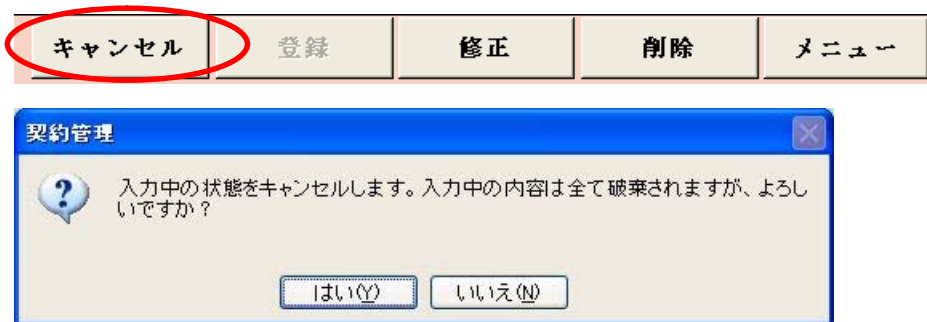 キャンセル 登録 修正 削除 メニュー
契約管理
入力中の状態をキャンセルします。入力中の内容は全て破棄されますが、よろし
いですか?
はい(Y) いいえ(N)